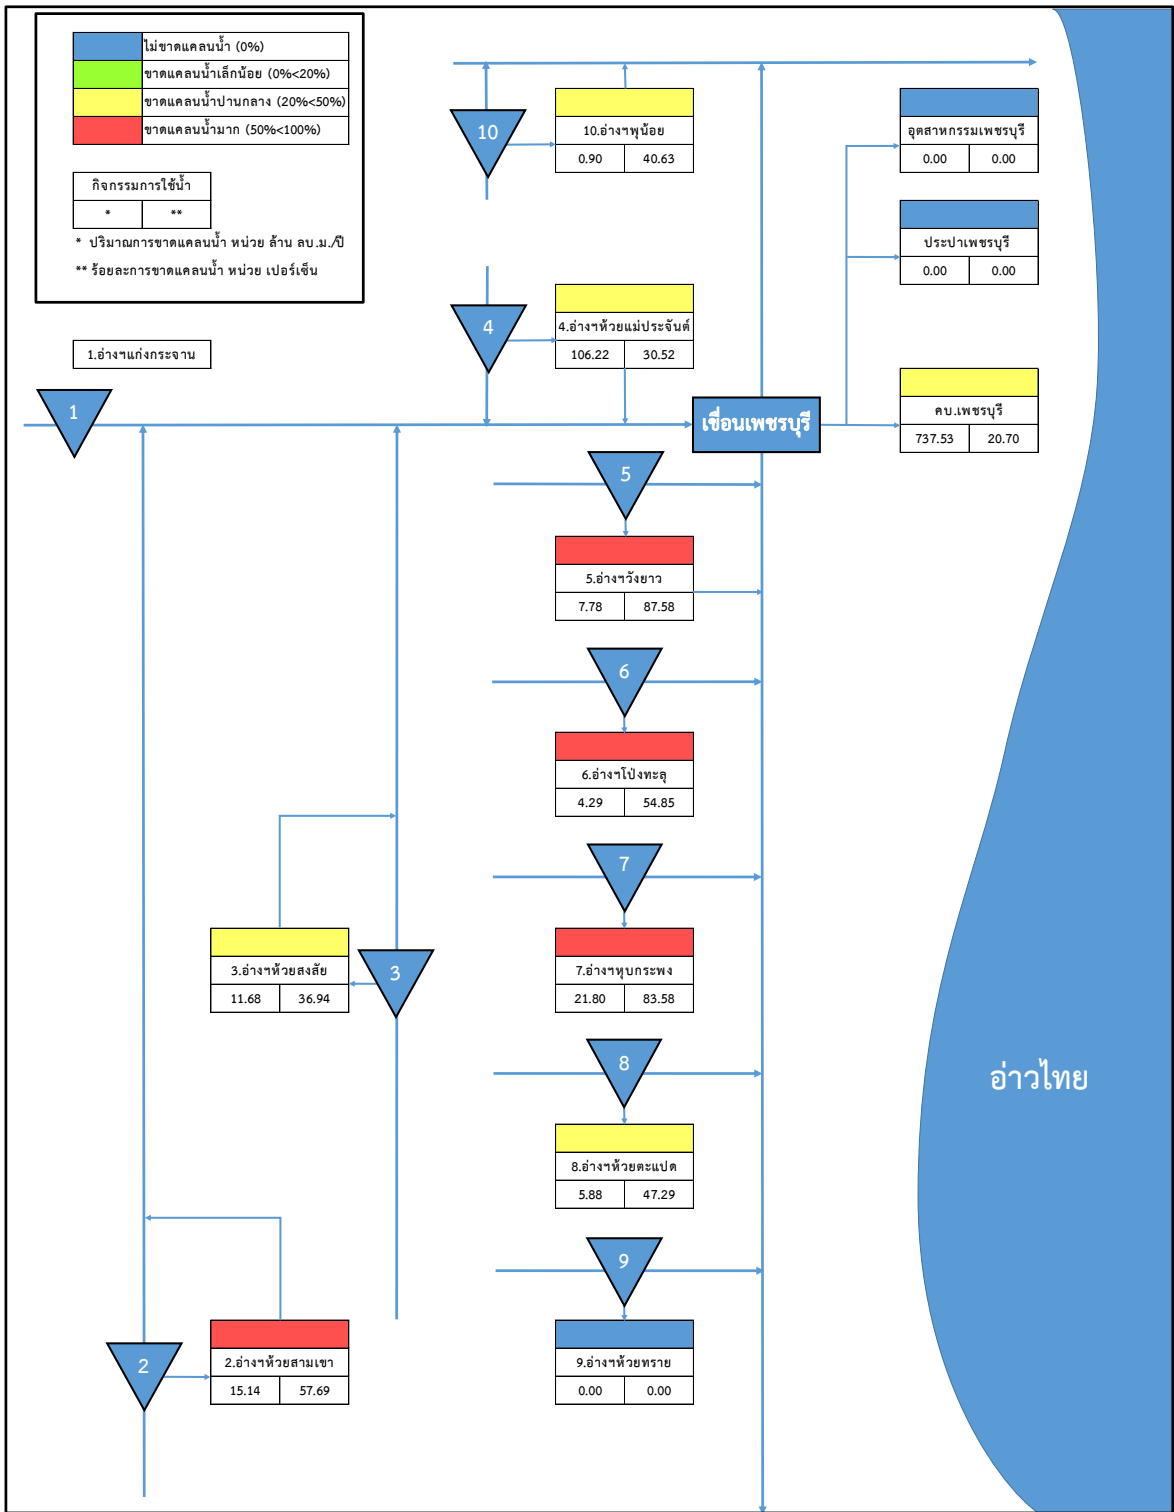 ไม่ขาดแคลนน้ำ (0%)
ขาดแคลนน้ำเล็กน้อย (0%<20%)
ขาดแคลนน้ำปานกลาง (20%<50%)
ขาดแคลนน้ำมาก (50%<100%)
กิจกรรมการใช้น้ำ
* **
* ปริมาณการขาดแคลนน้ำ หน่วย ล้าน ลบ.ม./ปี
** ร้อยละการขาดแคลนน้ำ หน่วย เปอร์เซ็น
10
10.อ่างฯพุน้อย
0.90 40.63
อุตสาหกรรมเพชรบุรี
0.00 0.00
ประปาเพชรบุรี
0.00 0.00
4
4.อ่างฯห้วยแม่ประจันต์
106.22 30.52
1.อ่างฯแก่งกระจาน
1
เขื่อนเพชรบุรี
คบ.เพชรบุรี
737.53 20.70
5
5.อ่างฯวังยาว
7.78 87.58
6
6.อ่างฯโป่งทะลุ
4.29 54.85
7
7.อ่างฯหุบกระพง
21.80 83.58
3.อ่างฯห้วยสงสัย
11.68 36.94
3
8
8.อ่างฯห้วยตะแปด
5.88 47.29
อ่าวไทย
9
9.อ่างฯห้วยทราย
0.00 0.00
2
2.อ่างฯห้วยสามเขา
15.14 57.69